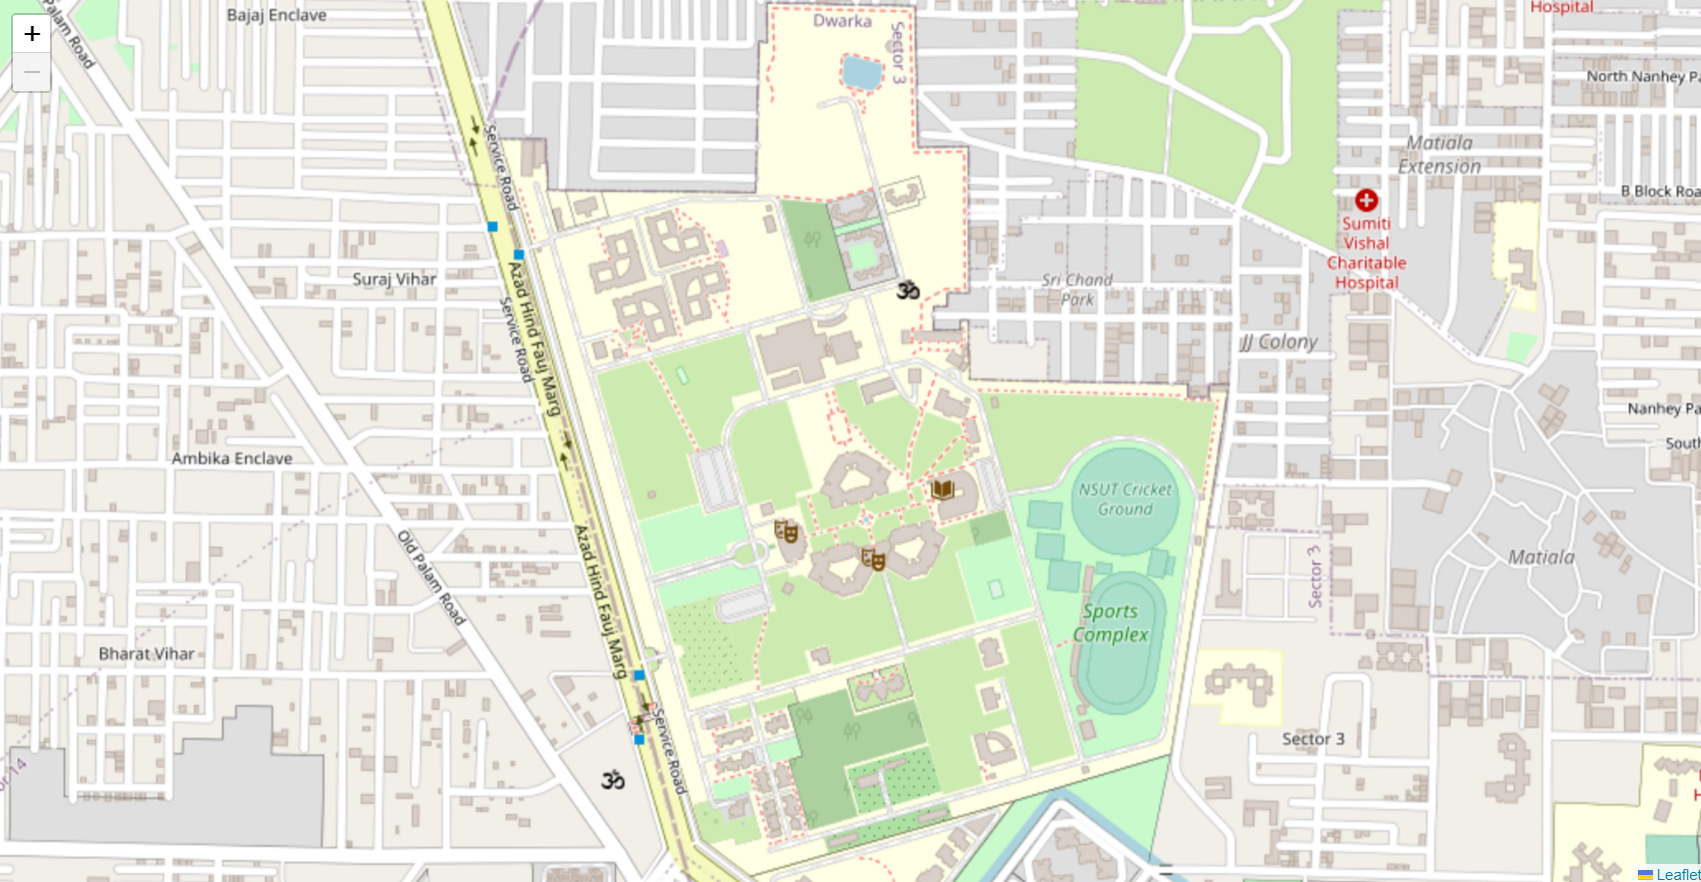 +
−
Palam Road
Bajaj Enclave
Dwarka
Sector 3
Hospital
North Nanhey Pa
Matiala
Extension
B Block Roa
Service Road
Sumiti
Vishal
Charitable
Hospital
Suraj Vihar
Azad Hind Fauj Marg
Service Road
ॐ
Sri Chand
Park
JJ Colony
Nanhey Pa
South
Ambika Enclave
NSUT Cricket
Ground
Old Palam Road
Azad Hind Fauj Marg
Sector 3
Matiala
Sports
Complex
Bharat Vihar
Service Road
Sector 3
ॐ
or 14
H
Leaflet